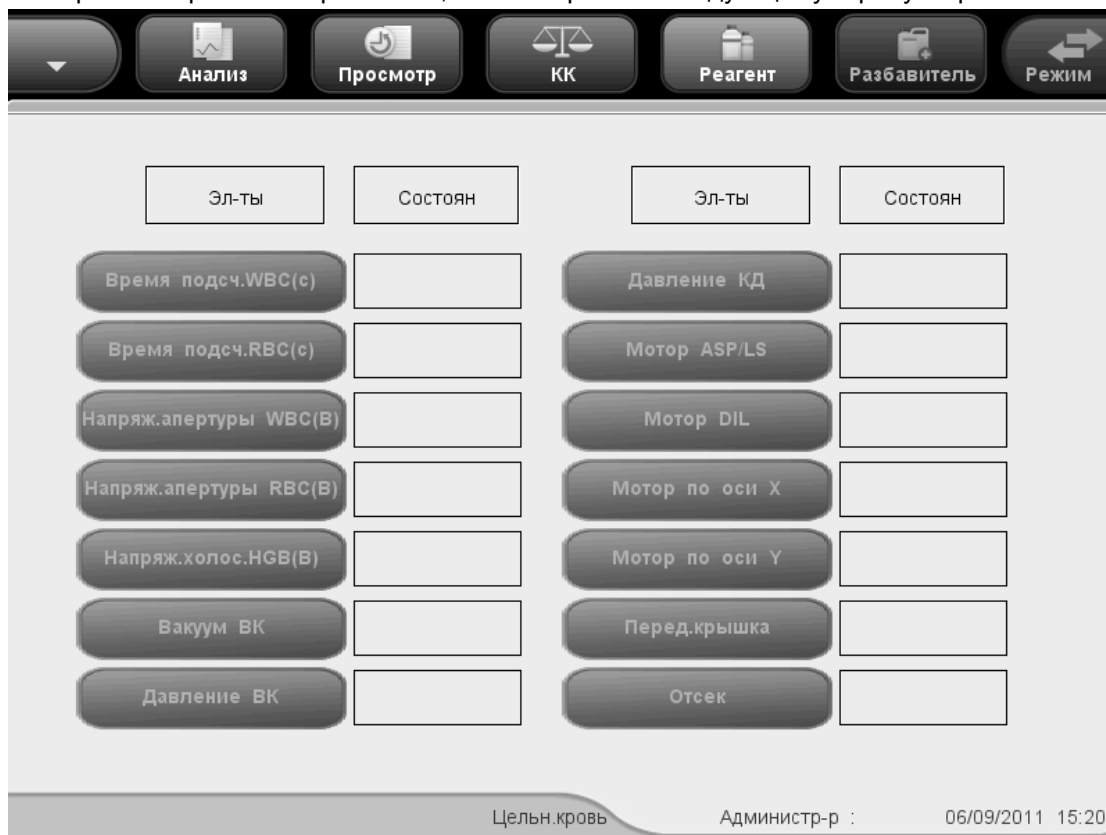 Анализ Просмотр КК Реагент Разбавитель Режим
Эл-ты Состоян Эл-ты Состоян
Время подсч.WBC(с) Давление КД
Время подсч.RBC(с) Мотор ASP/LS
Напряж.апертуры WBC(В) Мотор DIL
Напряж.апертуры RBC(В) Мотор по оси X
Напряж.холос.HGB(В) Мотор по оси Y
Вакуум ВК Перед.крышка
Давление ВК Отсек
Цельн.кровь Администр-р : 06/09/2011 15:20